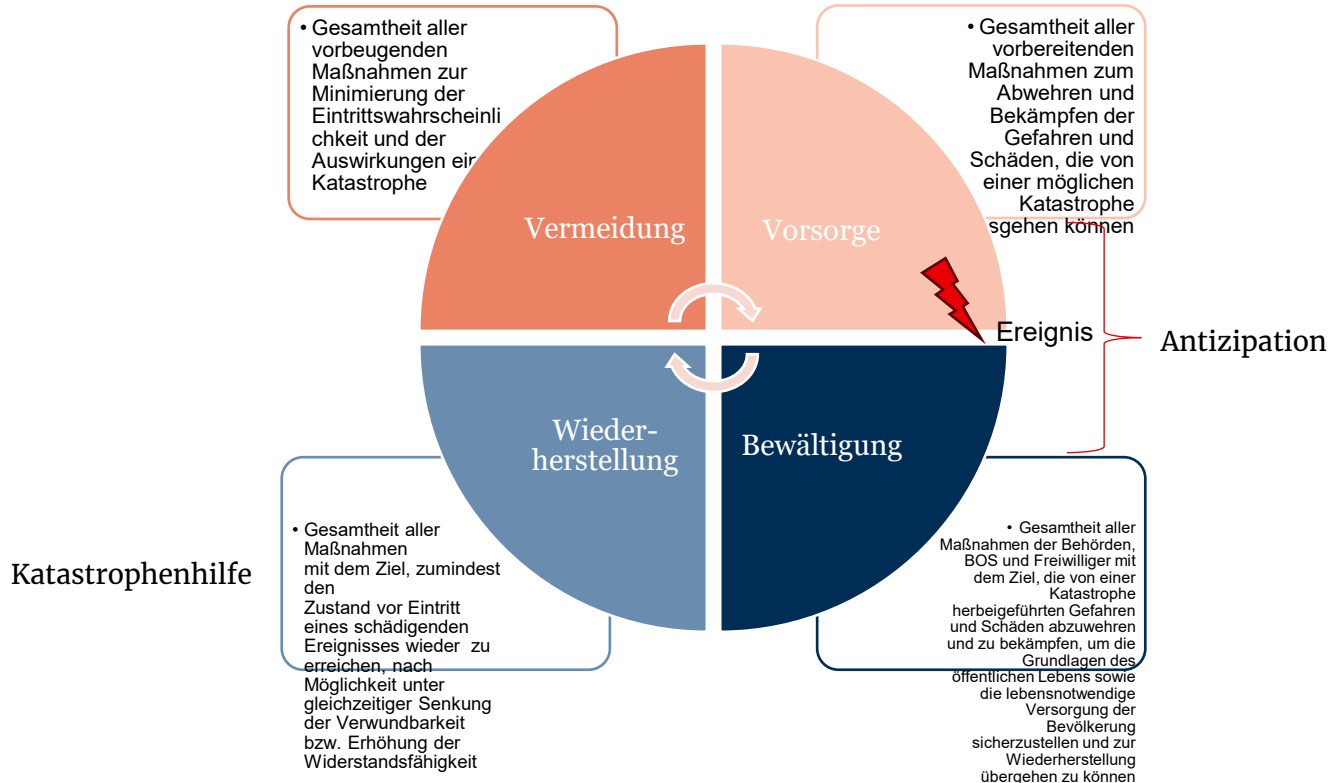 • Gesamtheit aller
vorbeugenden
Maßnahmen zur
Minimierung der
Eintrittswahrscheinli
chkeit und der
Auswirkungen
Katastrophe
• Gesamtheit aller
vorbereitenden
Maßnahmen zum
Abwehren und
Bekämpfen der
Gefahren und
Schäden, die von
einer möglichen
Katastrophe
sgehen können
Vermeidung
Vorsorge
Ereignis
Antizipation
Wieder-
herstellung
Bewältigung
Katastrophenhilfe
• Gesamtheit aller
Maßnahmen
mit dem Ziel, zumindest
den
Zustand vor Eintritt
eines schädigenden
Ereignisses wieder zu
erreichen, nach
Möglichkeit unter
gleichzeitiger Senkung
der Verwundbarkeit
bzw. Erhöhung der
Widerstandsfähigkeit
• Gesamtheit aller
Maßnahmen der Behörden,
BOS und Freiwilliger mit
dem Ziel, die von einer
Katastrophe
herbeigeführten Gefahren
und Schäden abzuwehren
und zu bekämpfen, um die
Grundlagen des
öffentlichen Lebens sowie
die lebensnotwendige
Versorgung der
Bevölkerung
sicherzustellen und zur
Wiederherstellung
übergehen zu können